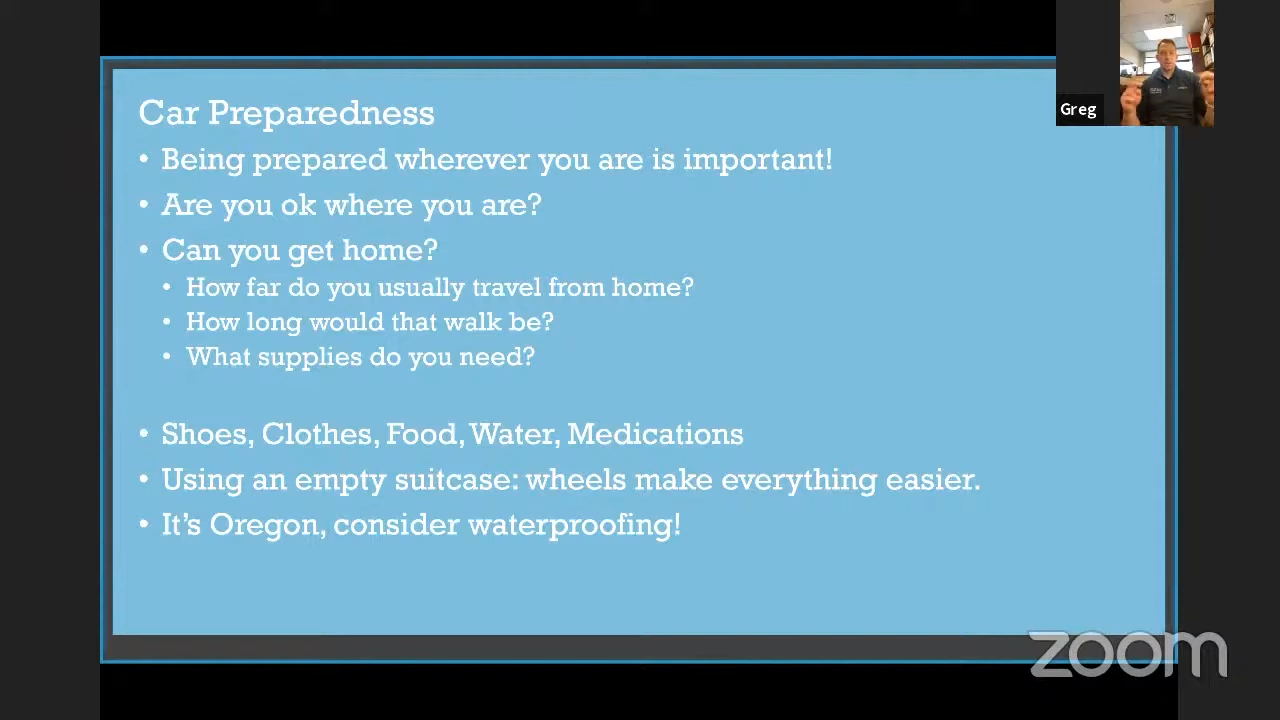 Car Preparedness
• Being prepared wherever you are is important!
• Are you ok where you are?
• Can you get home?
• How far do you usually travel from home?
• How long would that walk be?
• What supplies do you need?
• Shoes, Clothes, Food, Water, Medications
• Using an empty suitcase: wheels make everything easier.
• It's Oregon, consider waterproofing!
Greg
zoom